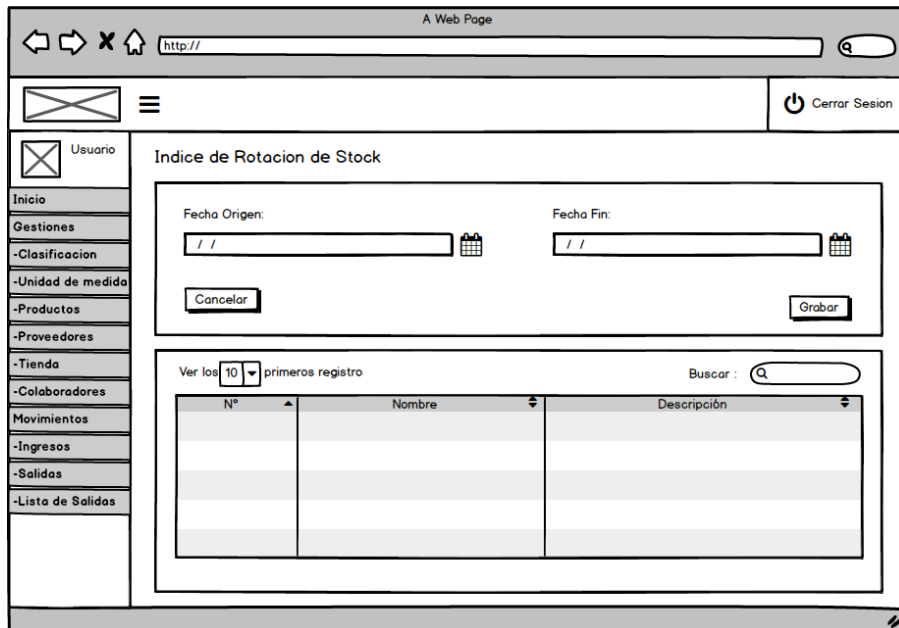 A Web Page
http://
Cerrar Sesion
Usuario
Inicio
Gestiones
-Clasificacion
-Unidad de medida
-Productos
-Proveedores
-Tienda
-Colaboradores
Movimientos
-Ingresos
-Salidas
-Lista de Salidas
Indice de Rotacion de Stock
Fecha Origen:
/ /
Fecha Fin:
/ /
Cancelar
Grabar
Ver los 10 primeros registro
Buscar :
N° Nombre Descripción